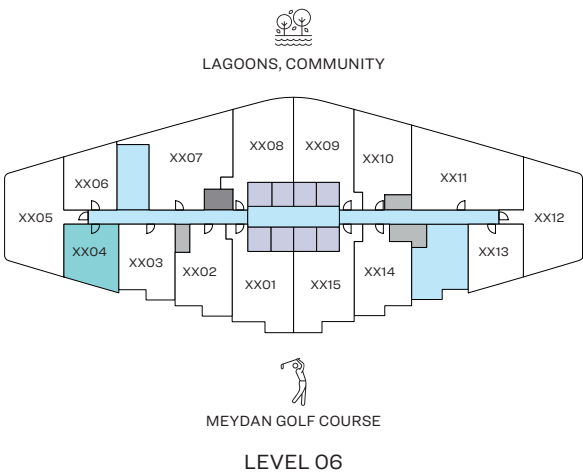 LAGOONS, COMMUNITY
XX08 XX09
XX07 XX10
XX06 XX11
XX05 XX12
XX04 XX03 XX02 XX14 XX13
XX01 XX15
MEYDAN GOLF COURSE
LEVEL 06